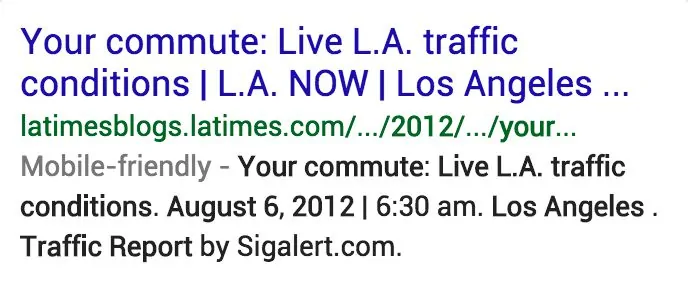 Your commute: Live L.A. traffic
conditions | L.A. NOW | Los Angeles ...
latimesblogs.latimes.com/.../2012/.../your...
Mobile-friendly - Your commute: Live L.A. traffic
conditions. August 6, 2012 | 6:30 am. Los Angeles .
Traffic Report by Sigalert.com.